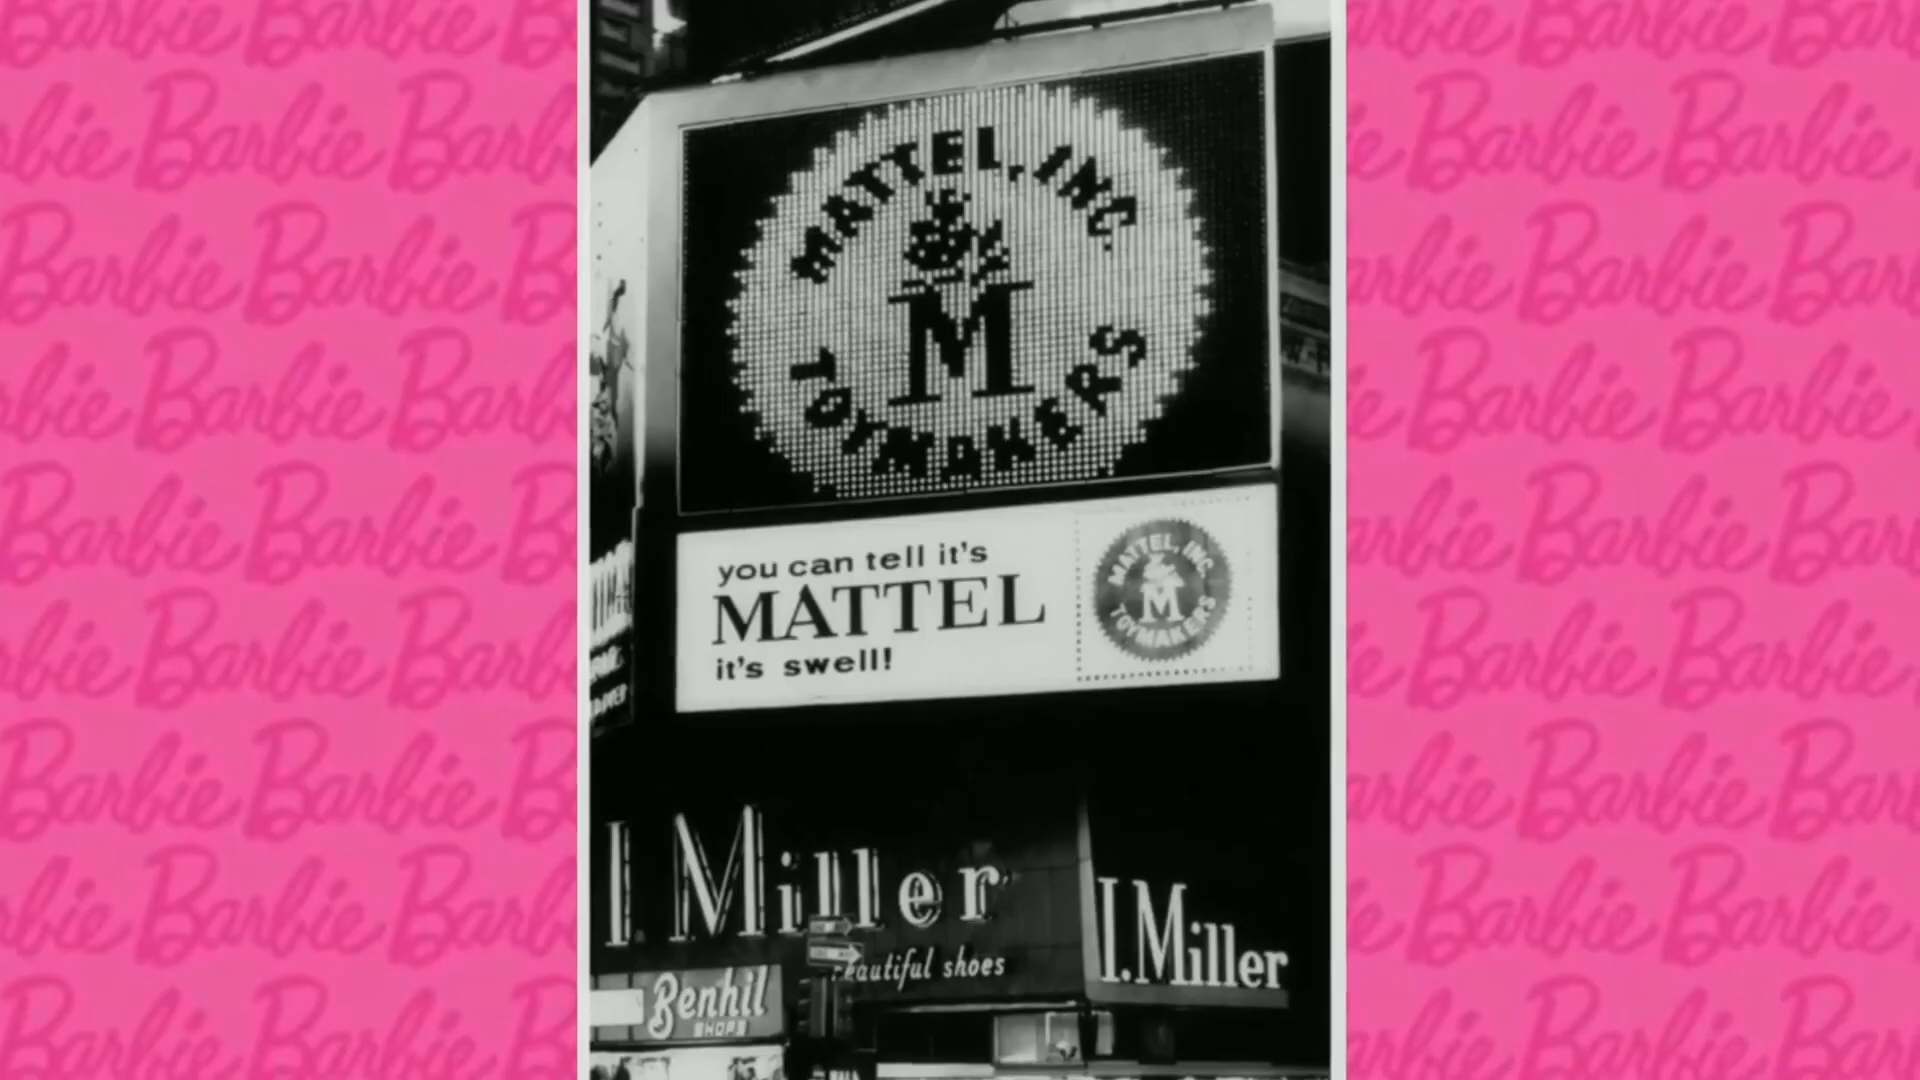 MATTEL, INC.
M
TOYMAKERS
you can tell it's
MATTEL
it's swell!
MATTEL, INC.
M
TOYMAKERS
I. Miller
beautiful shoes
I. Miller
Benhil
SHOPS
Barbie Barbie Barbie